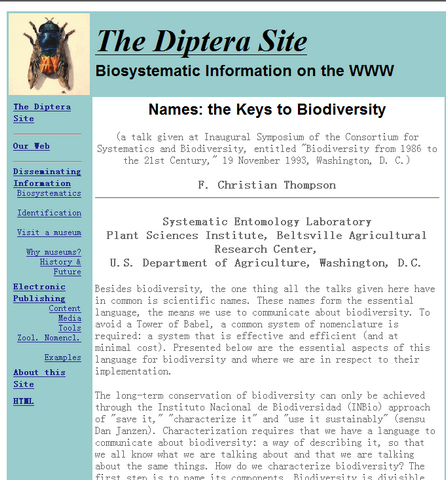 The Diptera Site
Biosystematic Information on the WWW
The Diptera
Site
Our Web
Disseminating
Information
Biosystematics
Identification
Visit a museum
Why museums?
History &
Future
Electronic
Publishing
Content
Media
Tools
Zool. Nomencl.
Examples
About this
Site
HTML
Names: the Keys to Biodiversity
(a talk given at Inaugural Symposium of the Consortium for
Systematics and Biodiversity, entitled "Biodiversity from 1986 to
the 21st Century," 19 November 1993, Washington, D. C.)
F. Christian Thompson
Systematic Entomology Laboratory
Plant Sciences Institute, Beltsville Agricultural
Research Center,
U.S. Department of Agriculture, Washington, D.C.
Besides biodiversity, the one thing all the talks given here have
in common is scientific names. These names form the essential
language, the means we use to communicate about biodiversity. To
avoid a Tower of Babel, a common system of nomenclature is
required: a system that is effective and efficient (and at
minimal cost). Presented below are the essential aspects of this
language for biodiversity and where we are in respect to their
implementation.
The long-term conservation of biodiversity can only be achieved
through the Instituto Nacional de Biodiversidad (INBio) approach
of "save it," "characterize it" and "use it sustainably" (sensu
Dan Janzen). Characterization requires that we have a language to
communicate about biodiversity: a way of describing it, so that
we all know what we are talking about and that we are talking
about the same things. How do we characterize biodiversity? The
first step is to name its components. Biodiversity is divisible